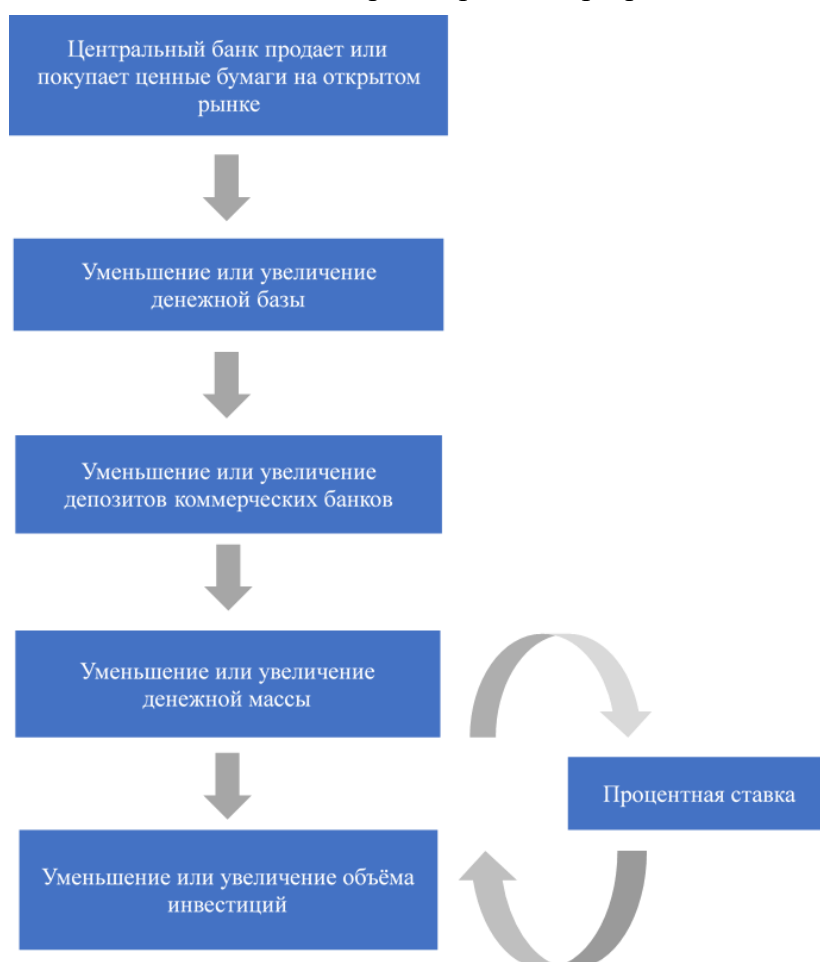 Центральный банк продает или
покупает ценные бумаги на открытом
рынке
Уменьшение или увеличение
денежной базы
Уменьшение или увеличение
депозитов коммерческих банков
Уменьшение или увеличение
денежной массы
Процентная ставка
Уменьшение или увеличение объёма
инвестиций